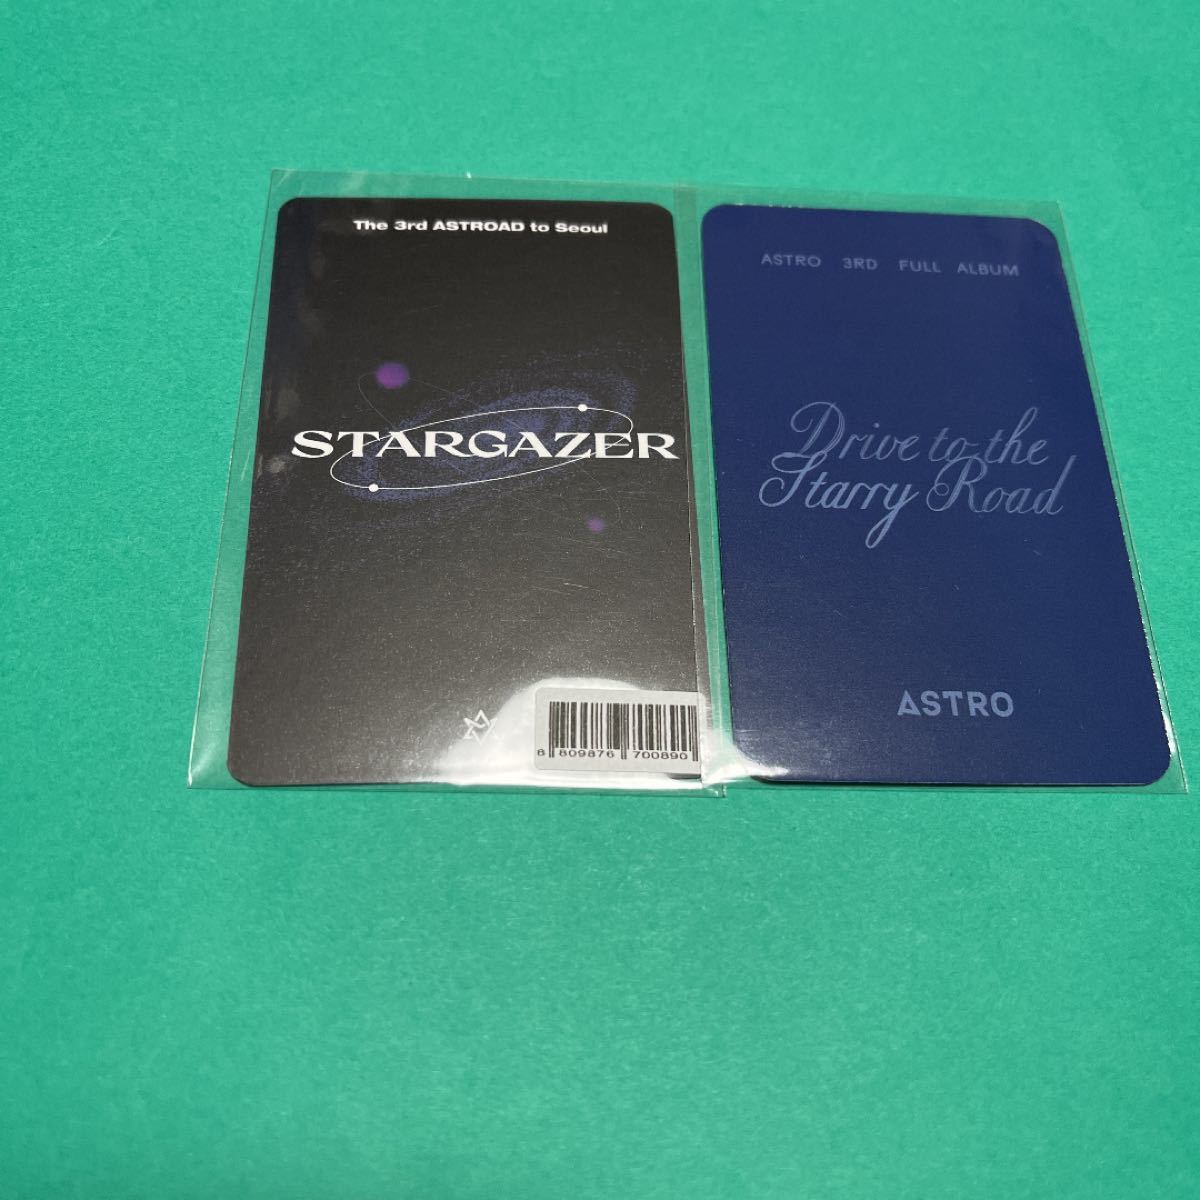 The 3rd ASTROAD to Seoul
STARGAZER
8 809876 700890
ASTRO 3RD FULL ALBUM
Drive to the
Starry Road
ASTRO